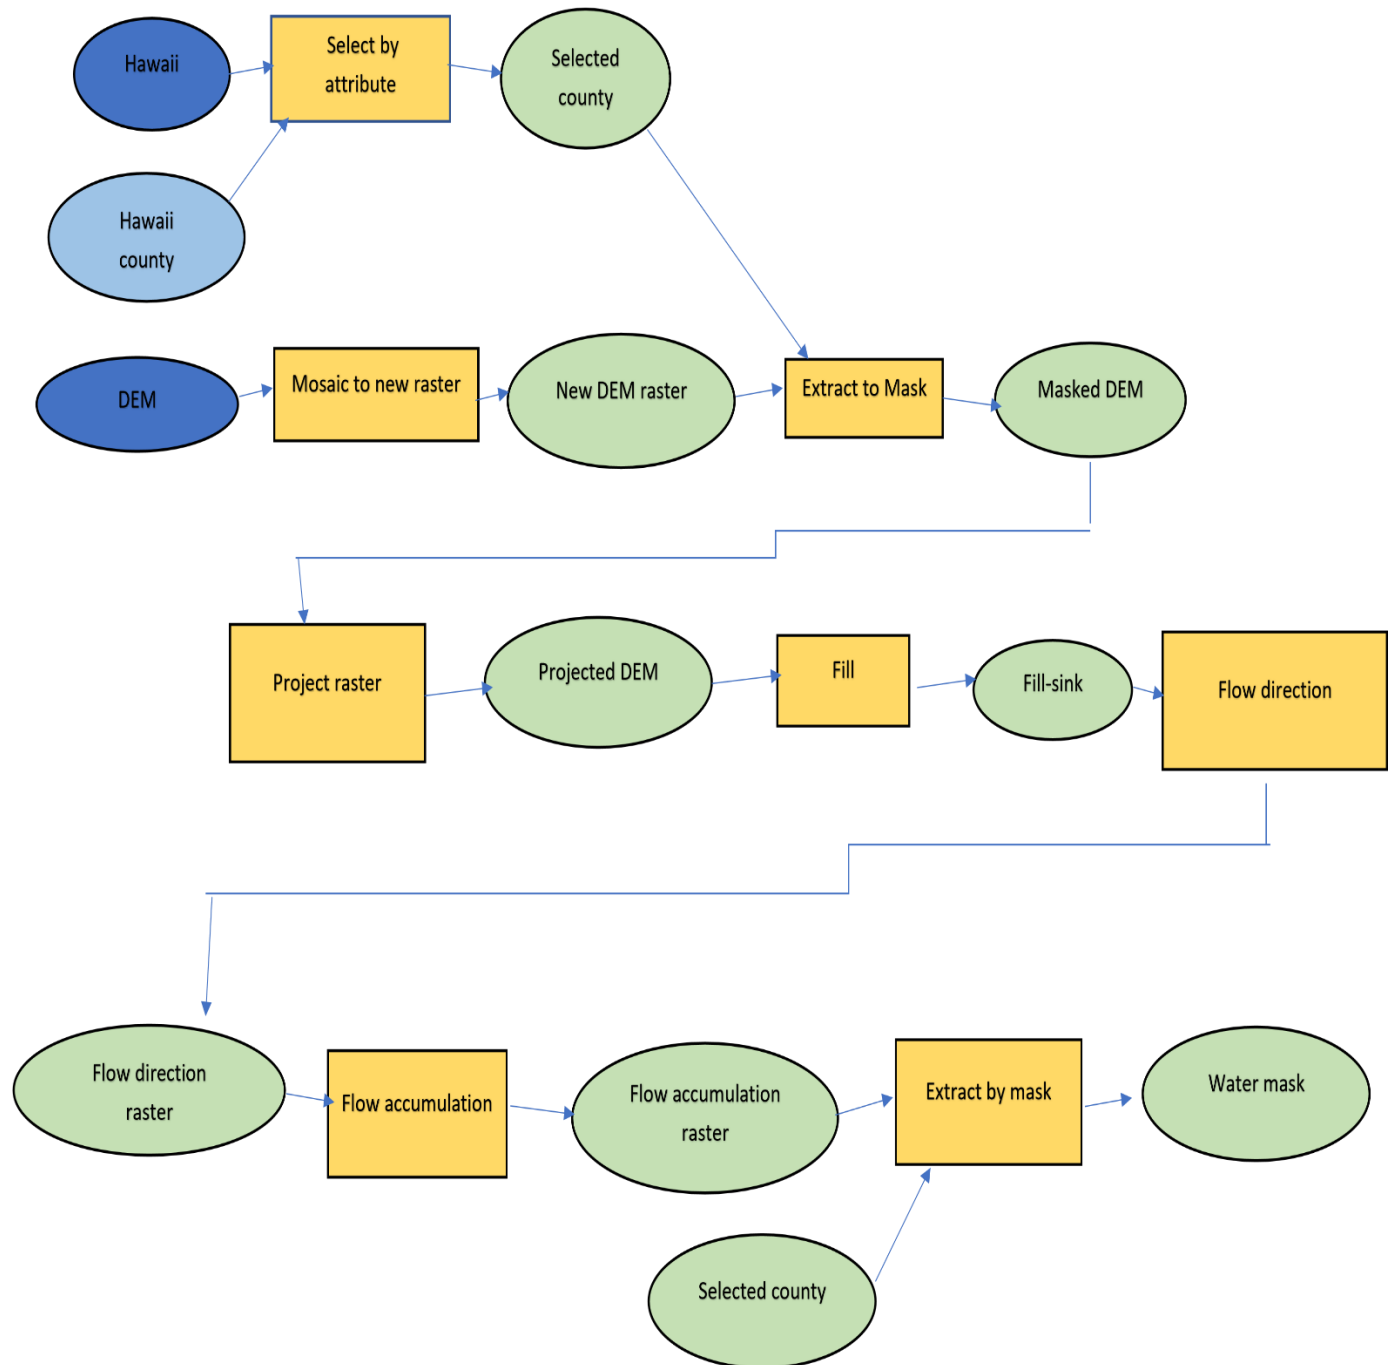 Hawaii
Select by
attribute
Selected
county
Hawaii
county
DEM
Mosaic to new raster
New DEM raster
Extract to Mask
Masked DEM
Project raster
Projected DEM
Fill
Fill-sink
Flow direction
Flow direction
raster
Flow accumulation
Flow accumulation
raster
Extract by mask
Water mask
Selected county